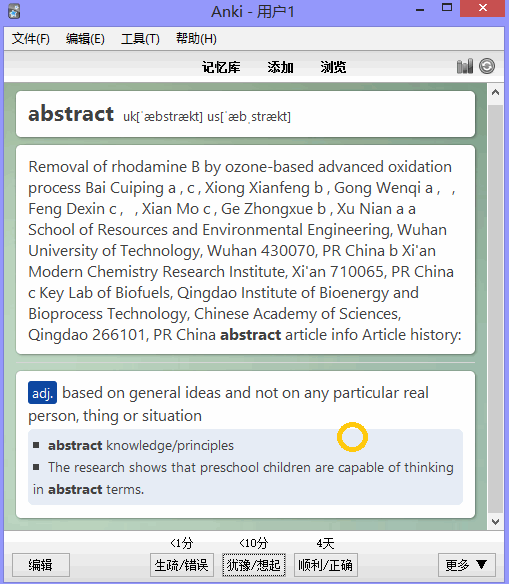 Anki - 用户1
文件(F) 编辑(E) 工具(T) 帮助(H)
记忆库 添加 浏览
abstract uk[ˈæbstrækt] us[ˈæbˌstrækt]
Removal of rhodamine B by ozone-based advanced oxidation
process Bai Cuiping a , c , Xiong Xianfeng b , Gong Wenqi a , ,
Feng Dexin c , , Xian Mo c , Ge Zhongxue b , Xu Nian a a
School of Resources and Environmental Engineering, Wuhan
University of Technology, Wuhan 430070, PR China b Xi'an
Modern Chemistry Research Institute, Xi'an 710065, PR China
c Key Lab of Biofuels, Qingdao Institute of Bioenergy and
Bioprocess Technology, Chinese Academy of Sciences,
Qingdao 266101, PR China abstract article info Article history:
adj. based on general ideas and not on any particular real
person, thing or situation
■ abstract knowledge/principles
■ The research shows that preschool children are capable of thinking
in abstract terms.
<1分 <10分 4天
编辑 生疏/错误 犹豫/想起 顺利/正确 更多 ▼